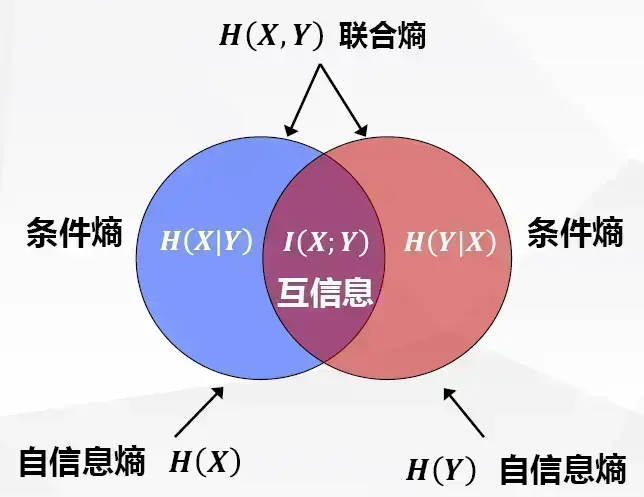 H(X,Y) 联合熵
条件熵 H(X|Y) I(X;Y) H(Y|X) 条件熵
互信息
自信息熵 H(X)
H(Y) 自信息熵